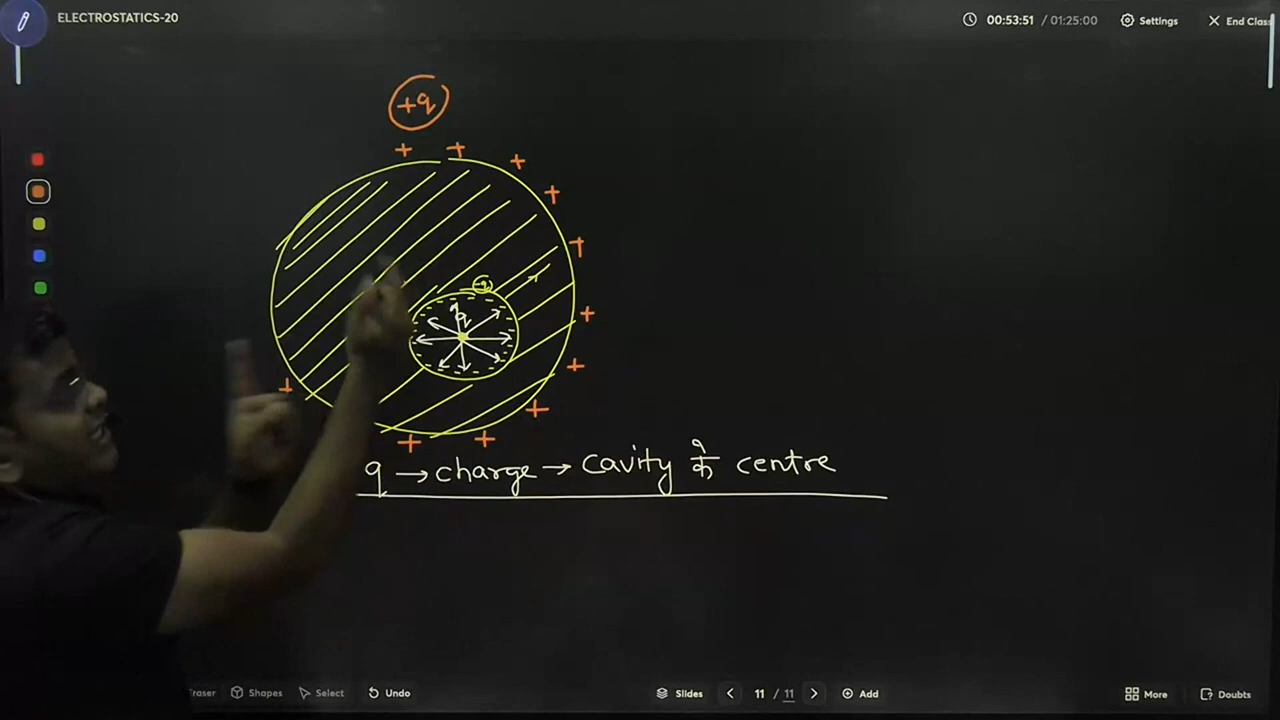 ELECTROSTATICS-20
00:53:51 / 01:25:00 Settings End Class
+q
+ + + + + + + + + + + +
-q
q
q → charge → Cavity के centre
Eraser Shapes Select Undo
Slides 11 / 11 Add
More Doubts